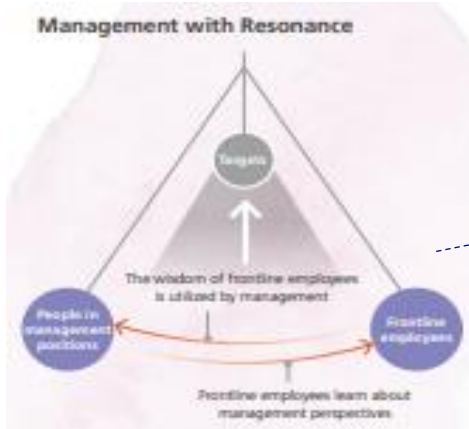 Management with Resonance
Targets
The wisdom of frontline employees
is utilized by management
People in
management
positions
Frontline
employees
Frontline employees learn about
management perspectives